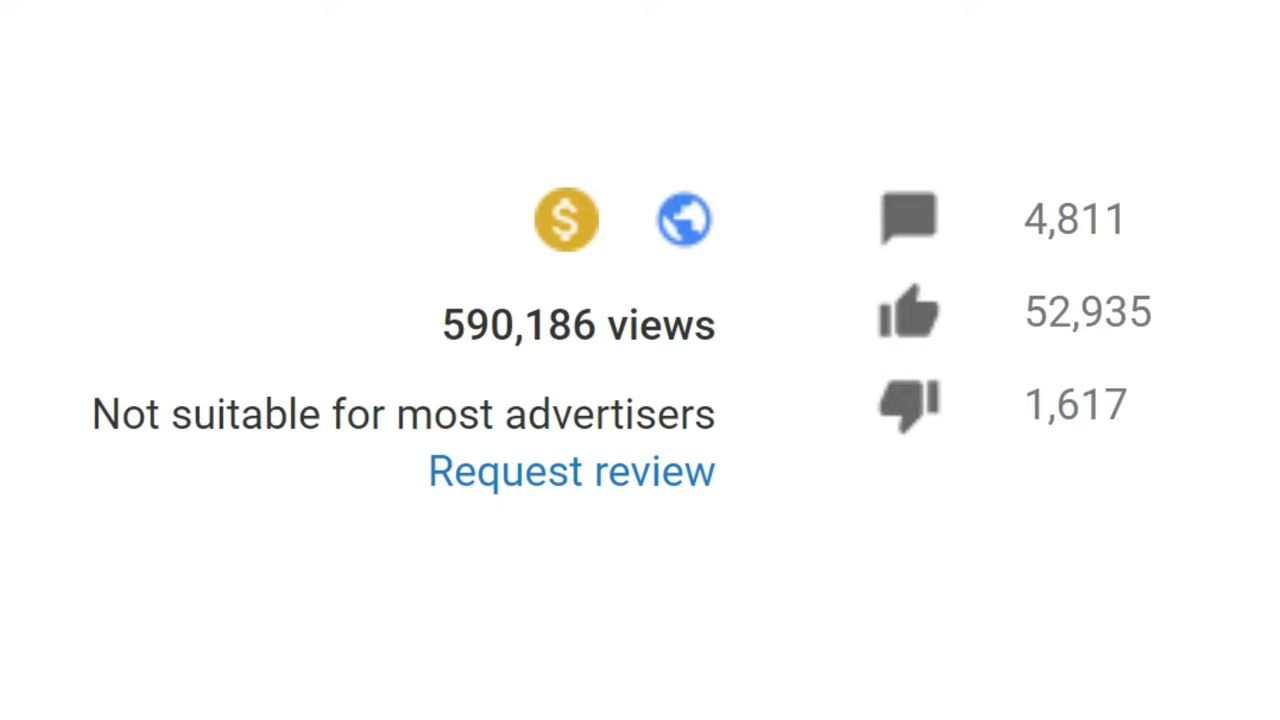 $
590,186 views
Not suitable for most advertisers
Request review
4,811
52,935
1,617